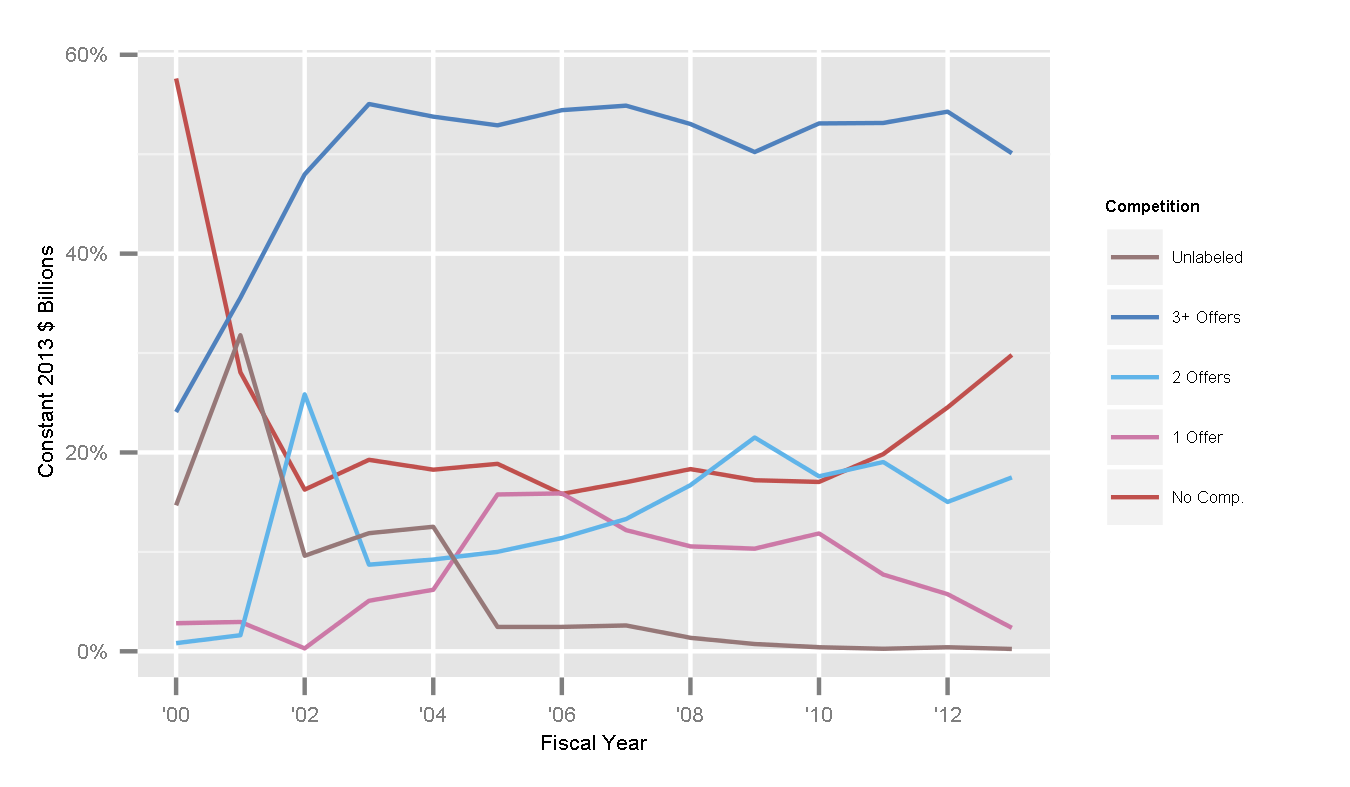 60%
40%
20%
0%
Constant 2013 $ Billions
'00 '02 '04 '06 '08 '10 '12
Fiscal Year
Competition
Unlabeled
3+ Offers
2 Offers
1 Offer
No Comp.